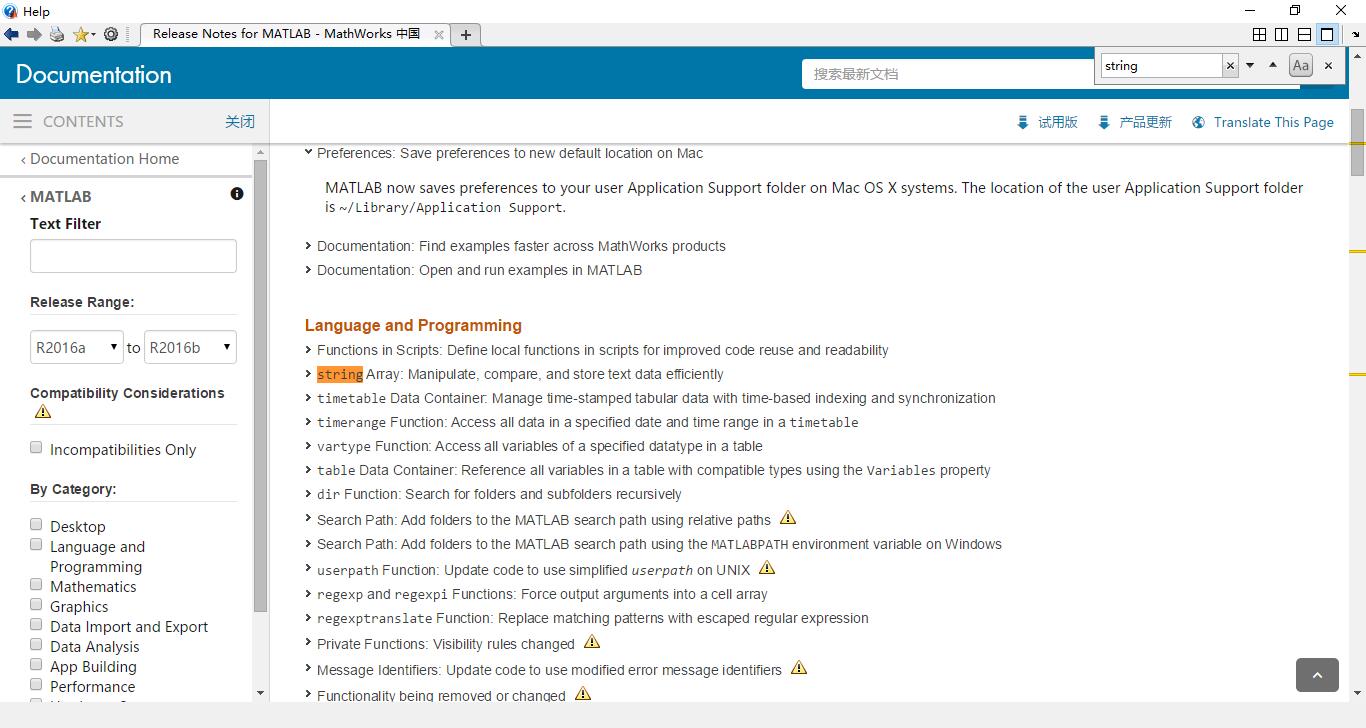 Help
Release Notes for MATLAB - MathWorks 中国
Documentation
搜索最新文档
string
Aa
CONTENTS
关闭
试用版
产品更新
Translate This Page
Documentation Home
MATLAB
Text Filter
Release Range:
R2016a to R2016b
Compatibility Considerations
Incompatibilities Only
By Category:
Desktop
Language and
Programming
Mathematics
Graphics
Data Import and Export
Data Analysis
App Building
Performance
Preferences: Save preferences to new default location on Mac
MATLAB now saves preferences to your user Application Support folder on Mac OS X systems. The location of the user Application Support folder
is ~/Library/Application Support.
Documentation: Find examples faster across MathWorks products
Documentation: Open and run examples in MATLAB
Language and Programming
Functions in Scripts: Define local functions in scripts for improved code reuse and readability
string Array: Manipulate, compare, and store text data efficiently
timetable Data Container: Manage time-stamped tabular data with time-based indexing and synchronization
timerange Function: Access all data in a specified date and time range in a timetable
vartype Function: Access all variables of a specified datatype in a table
table Data Container: Reference all variables in a table with compatible types using the Variables property
dir Function: Search for folders and subfolders recursively
Search Path: Add folders to the MATLAB search path using relative paths
Search Path: Add folders to the MATLAB search path using the MATLABPATH environment variable on Windows
userpath Function: Update code to use simplified userpath on UNIX
regexp and regexpi Functions: Force output arguments into a cell array
regexptranslate Function: Replace matching patterns with escaped regular expression
Private Functions: Visibility rules changed
Message Identifiers: Update code to use modified error message identifiers
Functionality being removed or changed